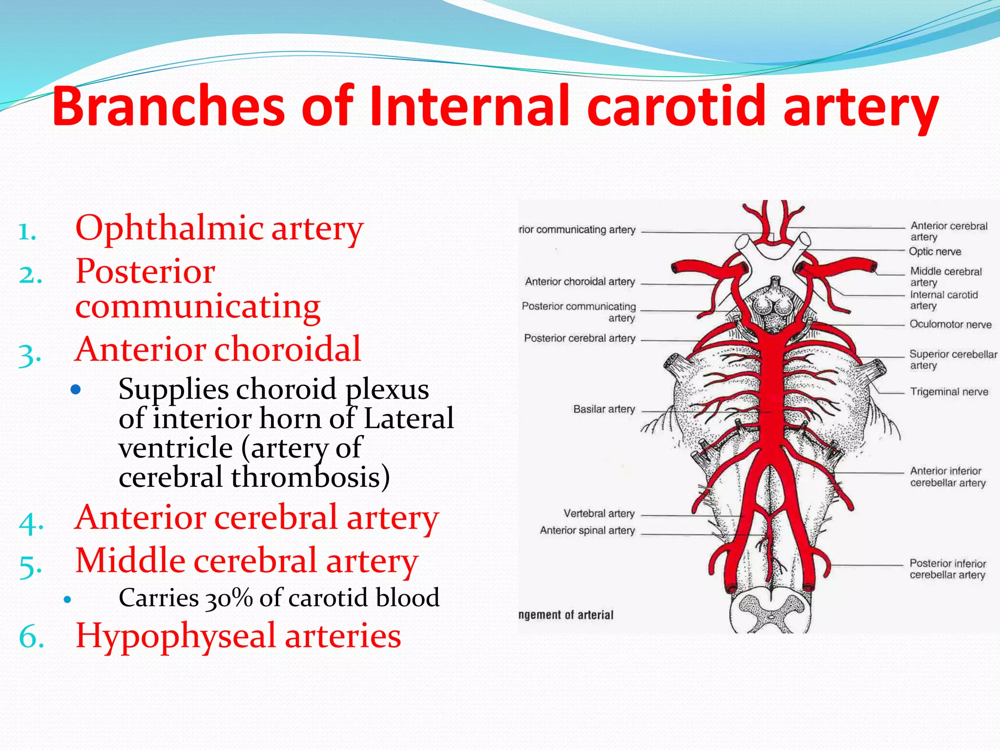 Branches of Internal carotid artery
1. Ophthalmic artery
2. Posterior
communicating
3. Anterior choroidal
• Supplies choroid plexus
of interior horn of Lateral
ventricle (artery of
cerebral thrombosis)
4. Anterior cerebral artery
5. Middle cerebral artery
• Carries 30% of carotid blood
6. Hypophyseal arteries
rior communicating artery
Anterior choroidal artery
Posterior communicating
artery
Posterior cerebral artery
Basilar artery
Vertebral artery
Anterior spinal artery
ngement of arterial
Anterior cerebral
artery
Optic nerve
Middle cerebral
artery
Internal carotid
artery
Oculomotor nerve
Superior cerebellar
artery
Trigeminal nerve
Anterior inferior
cerebellar artery
Posterior inferior
cerebellar artery